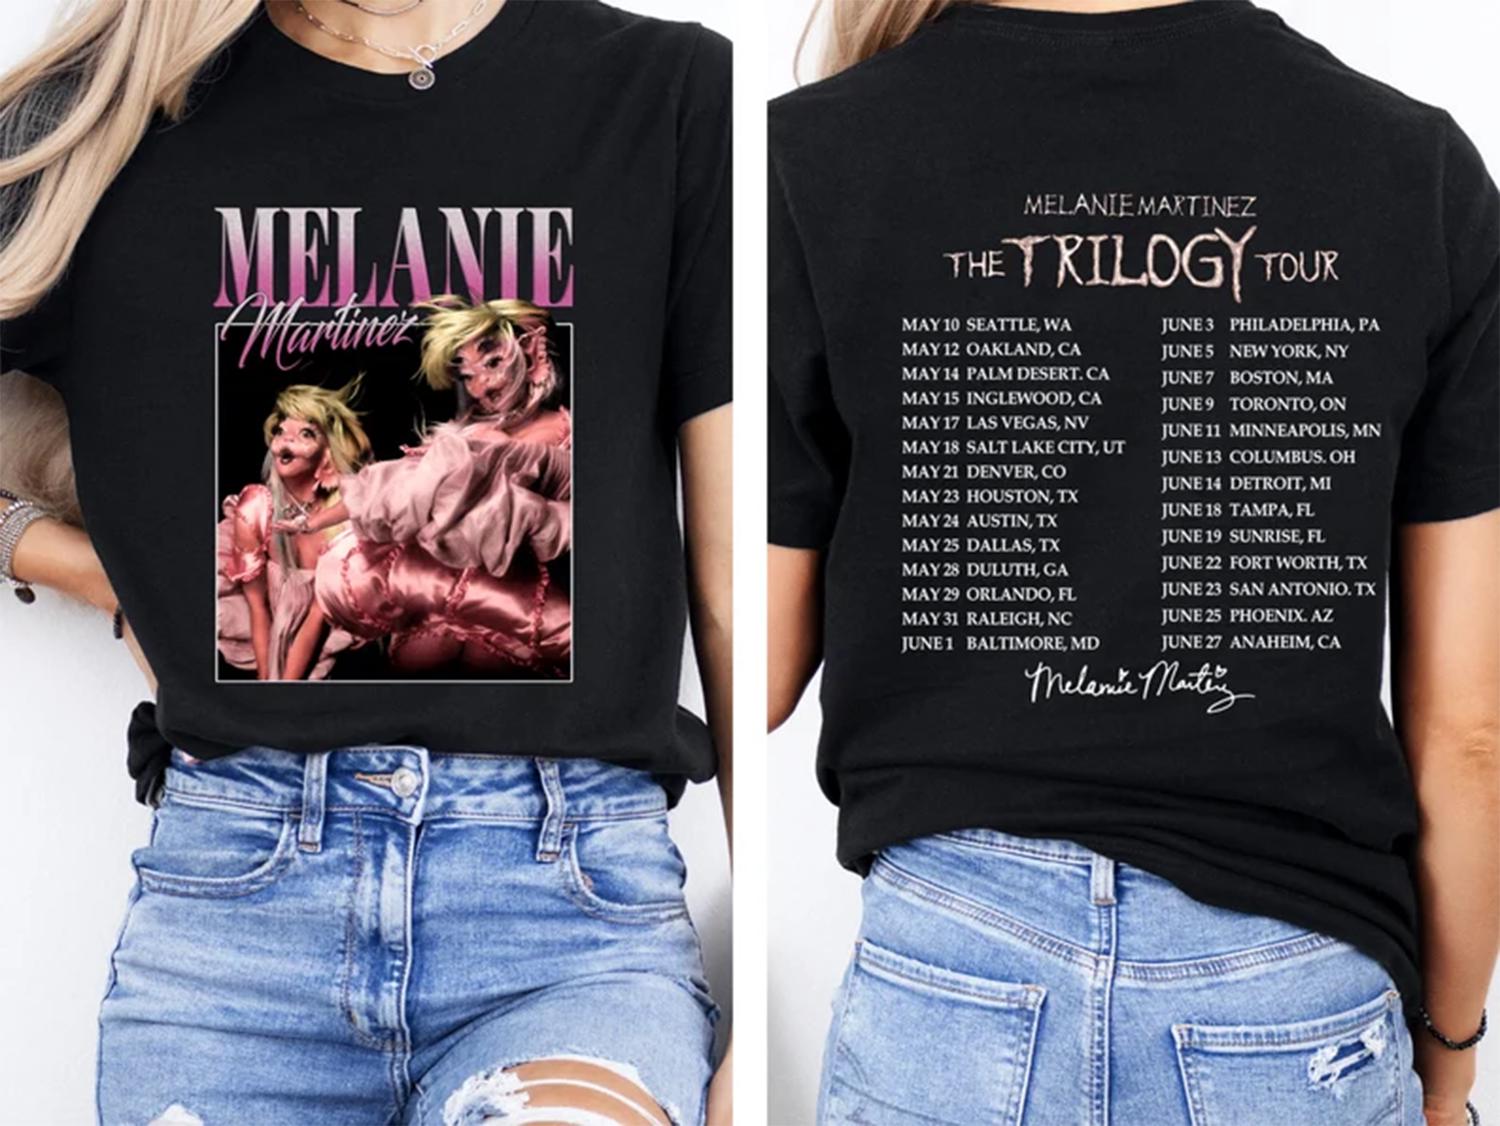 MELANIE
Martinez
MELANIE MARTINEZ
THE TRILOGY TOUR
MAY 10 SEATTLE, WA
MAY 12 OAKLAND, CA
MAY 14 PALM DESERT. CA
MAY 15 INGLEWOOD, CA
MAY 17 LAS VEGAS, NV
MAY 18 SALT LAKE CITY, UT
MAY 21 DENVER, CO
MAY 23 HOUSTON, TX
MAY 24 AUSTIN, TX
MAY 25 DALLAS, TX
MAY 28 DULUTH, GA
MAY 29 ORLANDO, FL
MAY 31 RALEIGH, NC
JUNE 1 BALTIMORE, MD
JUNE 3 PHILADELPHIA, PA
JUNE 5 NEW YORK, NY
JUNE 7 BOSTON, MA
JUNE 9 TORONTO, ON
JUNE 11 MINNEAPOLIS, MN
JUNE 13 COLUMBUS. OH
JUNE 14 DETROIT, MI
JUNE 18 TAMPA, FL
JUNE 19 SUNRISE, FL
JUNE 22 FORT WORTH, TX
JUNE 23 SAN ANTONIO. TX
JUNE 25 PHOENIX. AZ
JUNE 27 ANAHEIM, CA
Melanie Martinez